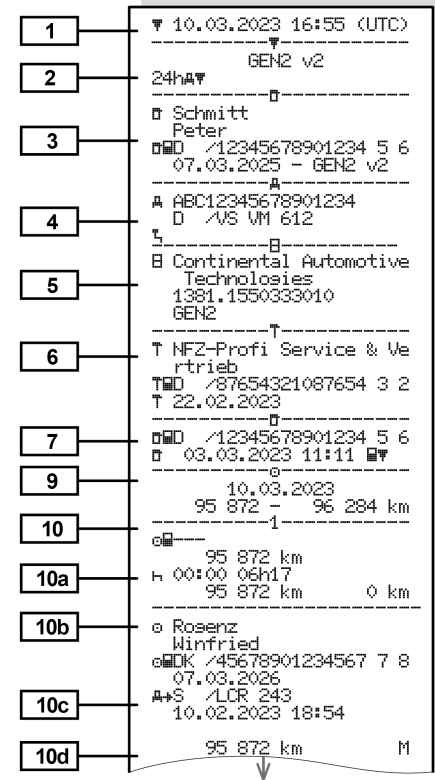 1 ▼ 10.03.2023 16:55 (UTC)
GEN2 v2
2 24h
3 Schmitt
Peter
D /12345678901234 5 6
07.03.2025 - GEN2 v2
4 A ABC12345678901234
D /VS VM 612
5 Continental Automotive
Technologies
1381.1550333010
GEN2
6 T NFZ-Profi Service & Ve
rtrieb
T D /87654321087654 3 2
T 22.02.2023
7 D /12345678901234 5 6
03.03.2023 11:11 ▼
9 10.03.2023
95 872 - 96 284 km
10 1
---
95 872 km
10a 00:00 06h17
95 872 km 0 km
10b Rogenz
Winfried
DK /45678901234567 7 8
07.03.2026
10c A→S /LCR 243
10.02.2023 18:54
10d 95 872 km M